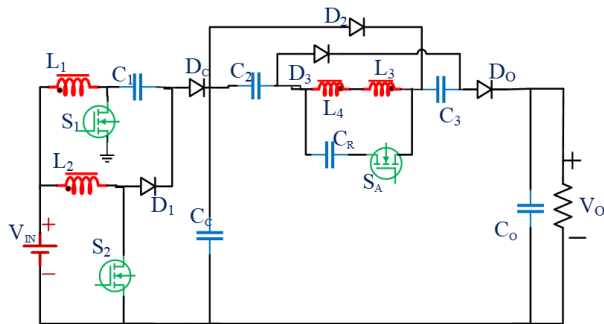 D2
L1
C1
DC
C2
D3
L4
L3
C3
DO
S1
CR
SA
L2
D1
CC
VIN
+
−
S2
CO
+
VO
−